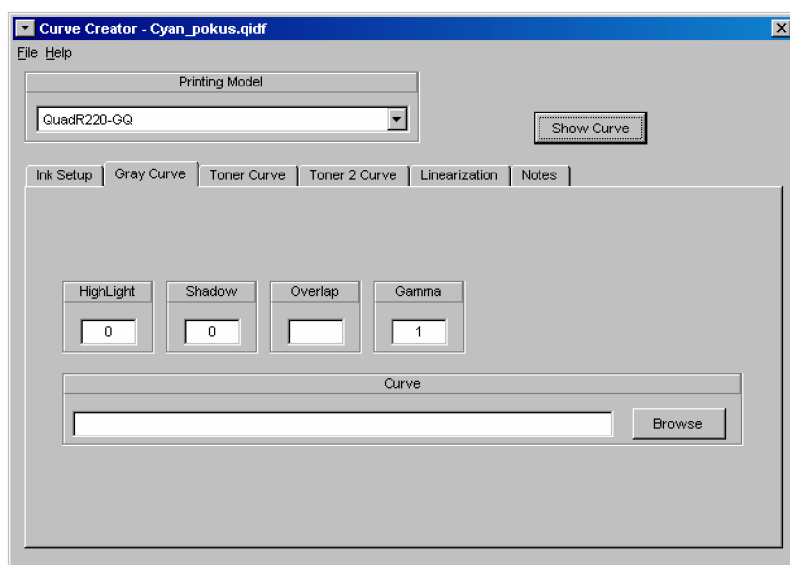 Curve Creator - Cyan_pokus.qidf
File Help
Printing Model
QuadR220-GQ
Show Curve
Ink Setup Gray Curve Toner Curve Toner 2 Curve Linearization Notes
HighLight Shadow Overlap Gamma
0 0 1
Curve
Browse